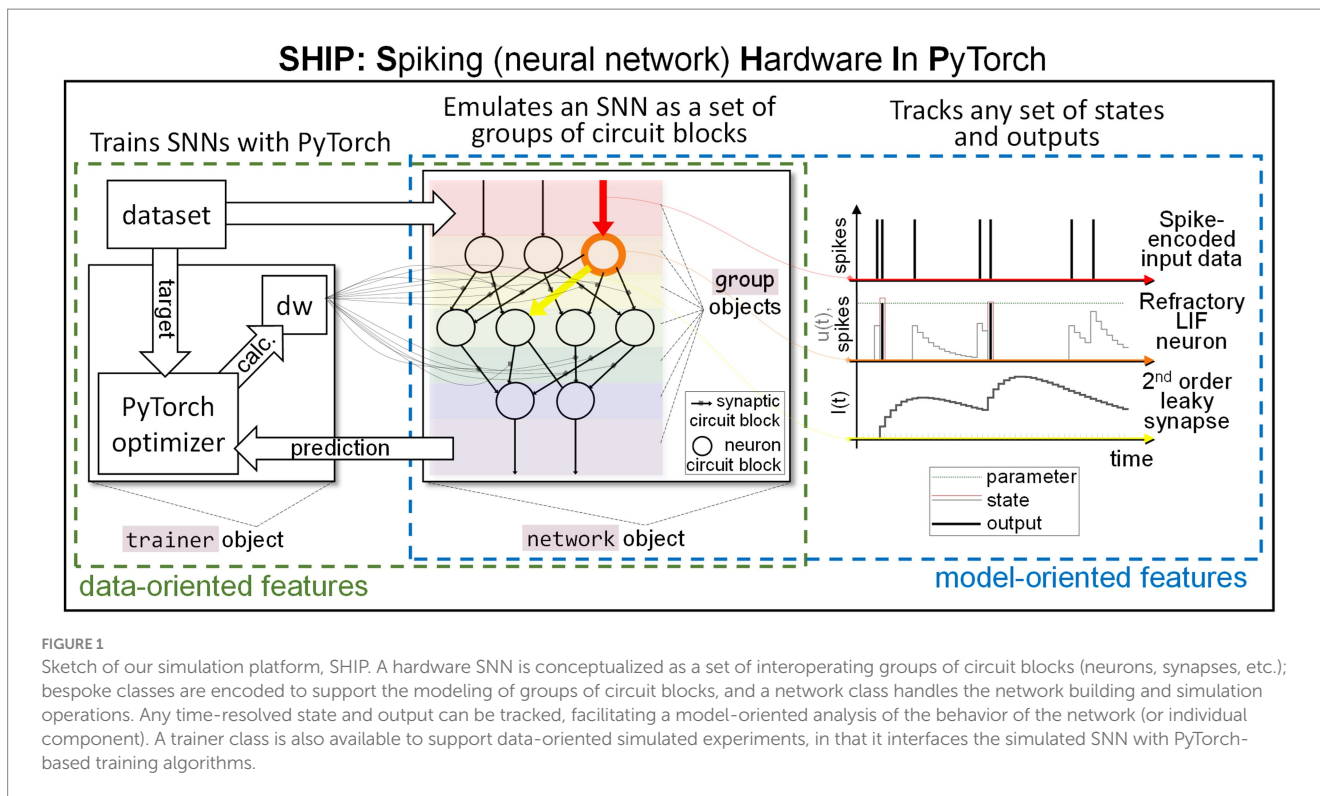 SHIP: Spiking (neural network) Hardware In PyTorch
Trains SNNs with PyTorch
Emulates an SNN as a set of
groups of circuit blocks
Tracks any set of states
and outputs
dataset
target
dw
calc.
PyTorch
optimizer
prediction
trainer object
data-oriented features
group
objects
synaptic
circuit block
neuron
circuit block
network object
spikes
Spike-
encoded
input data
u(t),
spikes
Refractory
LIF
neuron
I(t)
2nd order
leaky
synapse
time
parameter
state
output
model-oriented features
FIGURE 1
Sketch of our simulation platform, SHIP. A hardware SNN is conceptualized as a set of interoperating groups of circuit blocks (neurons, synapses, etc.);
bespoke classes are encoded to support the modeling of groups of circuit blocks, and a network class handles the network building and simulation
operations. Any time-resolved state and output can be tracked, facilitating a model-oriented analysis of the behavior of the network (or individual
component). A trainer class is also available to support data-oriented simulated experiments, in that it interfaces the simulated SNN with PyTorch-
based training algorithms.